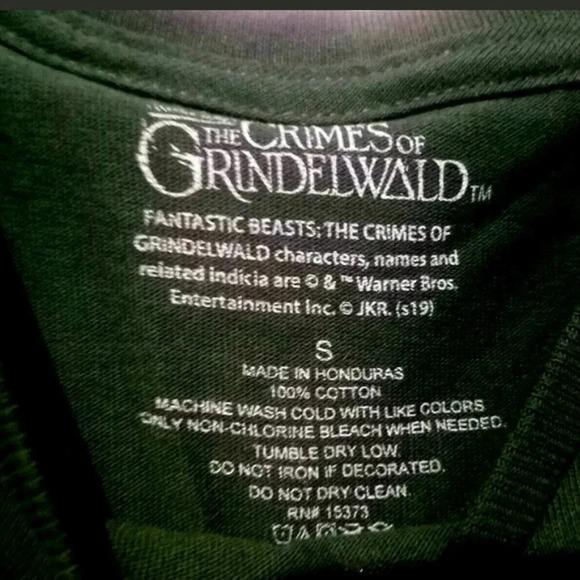 THE CRIMES OF
GRINDELWALD TM
FANTASTIC BEASTS: THE CRIMES OF
GRINDELWALD characters, names and
related indicia are © & ™ Warner Bros.
Entertainment Inc. © JKR. (s19)
S
MADE IN HONDURAS
100% COTTON
MACHINE WASH COLD WITH LIKE COLORS
ONLY NON-CHLORINE BLEACH WHEN NEEDED.
TUMBLE DRY LOW.
DO NOT IRON IF DECORATED.
DO NOT DRY CLEAN.
RN# 15373